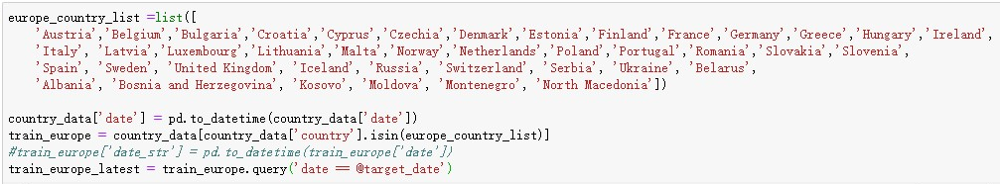 europe_country_list =list([
'Austria','Belgium','Bulgaria','Croatia','Cyprus','Czechia','Denmark','Estonia','Finland','France','Germany','Greece','Hungary','Ireland',
'Italy', 'Latvia','Luxembourg','Lithuania','Malta','Norway','Netherlands','Poland','Portugal','Romania','Slovakia','Slovenia',
'Spain', 'Sweden', 'United Kingdom', 'Iceland', 'Russia', 'Switzerland', 'Serbia', 'Ukraine', 'Belarus',
'Albania', 'Bosnia and Herzegovina', 'Kosovo', 'Moldova', 'Montenegro', 'North Macedonia'])
country_data['date'] = pd.to_datetime(country_data['date'])
train_europe = country_data[country_data['country'].isin(europe_country_list)]
#train_europe['date_str'] = pd.to_datetime(train_europe['date'])
train_europe_latest = train_europe.query('date == @target_date')